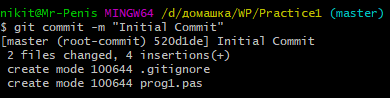 nikit@Mr-Penis MINGW64 /d/домашка/WP/Practice1 (master)
$ git commit -m "Initial Commit"
[master (root-commit) 520d1de] Initial Commit
 2 files changed, 4 insertions(+)
 create mode 100644 .gitignore
 create mode 100644 prog1.pas